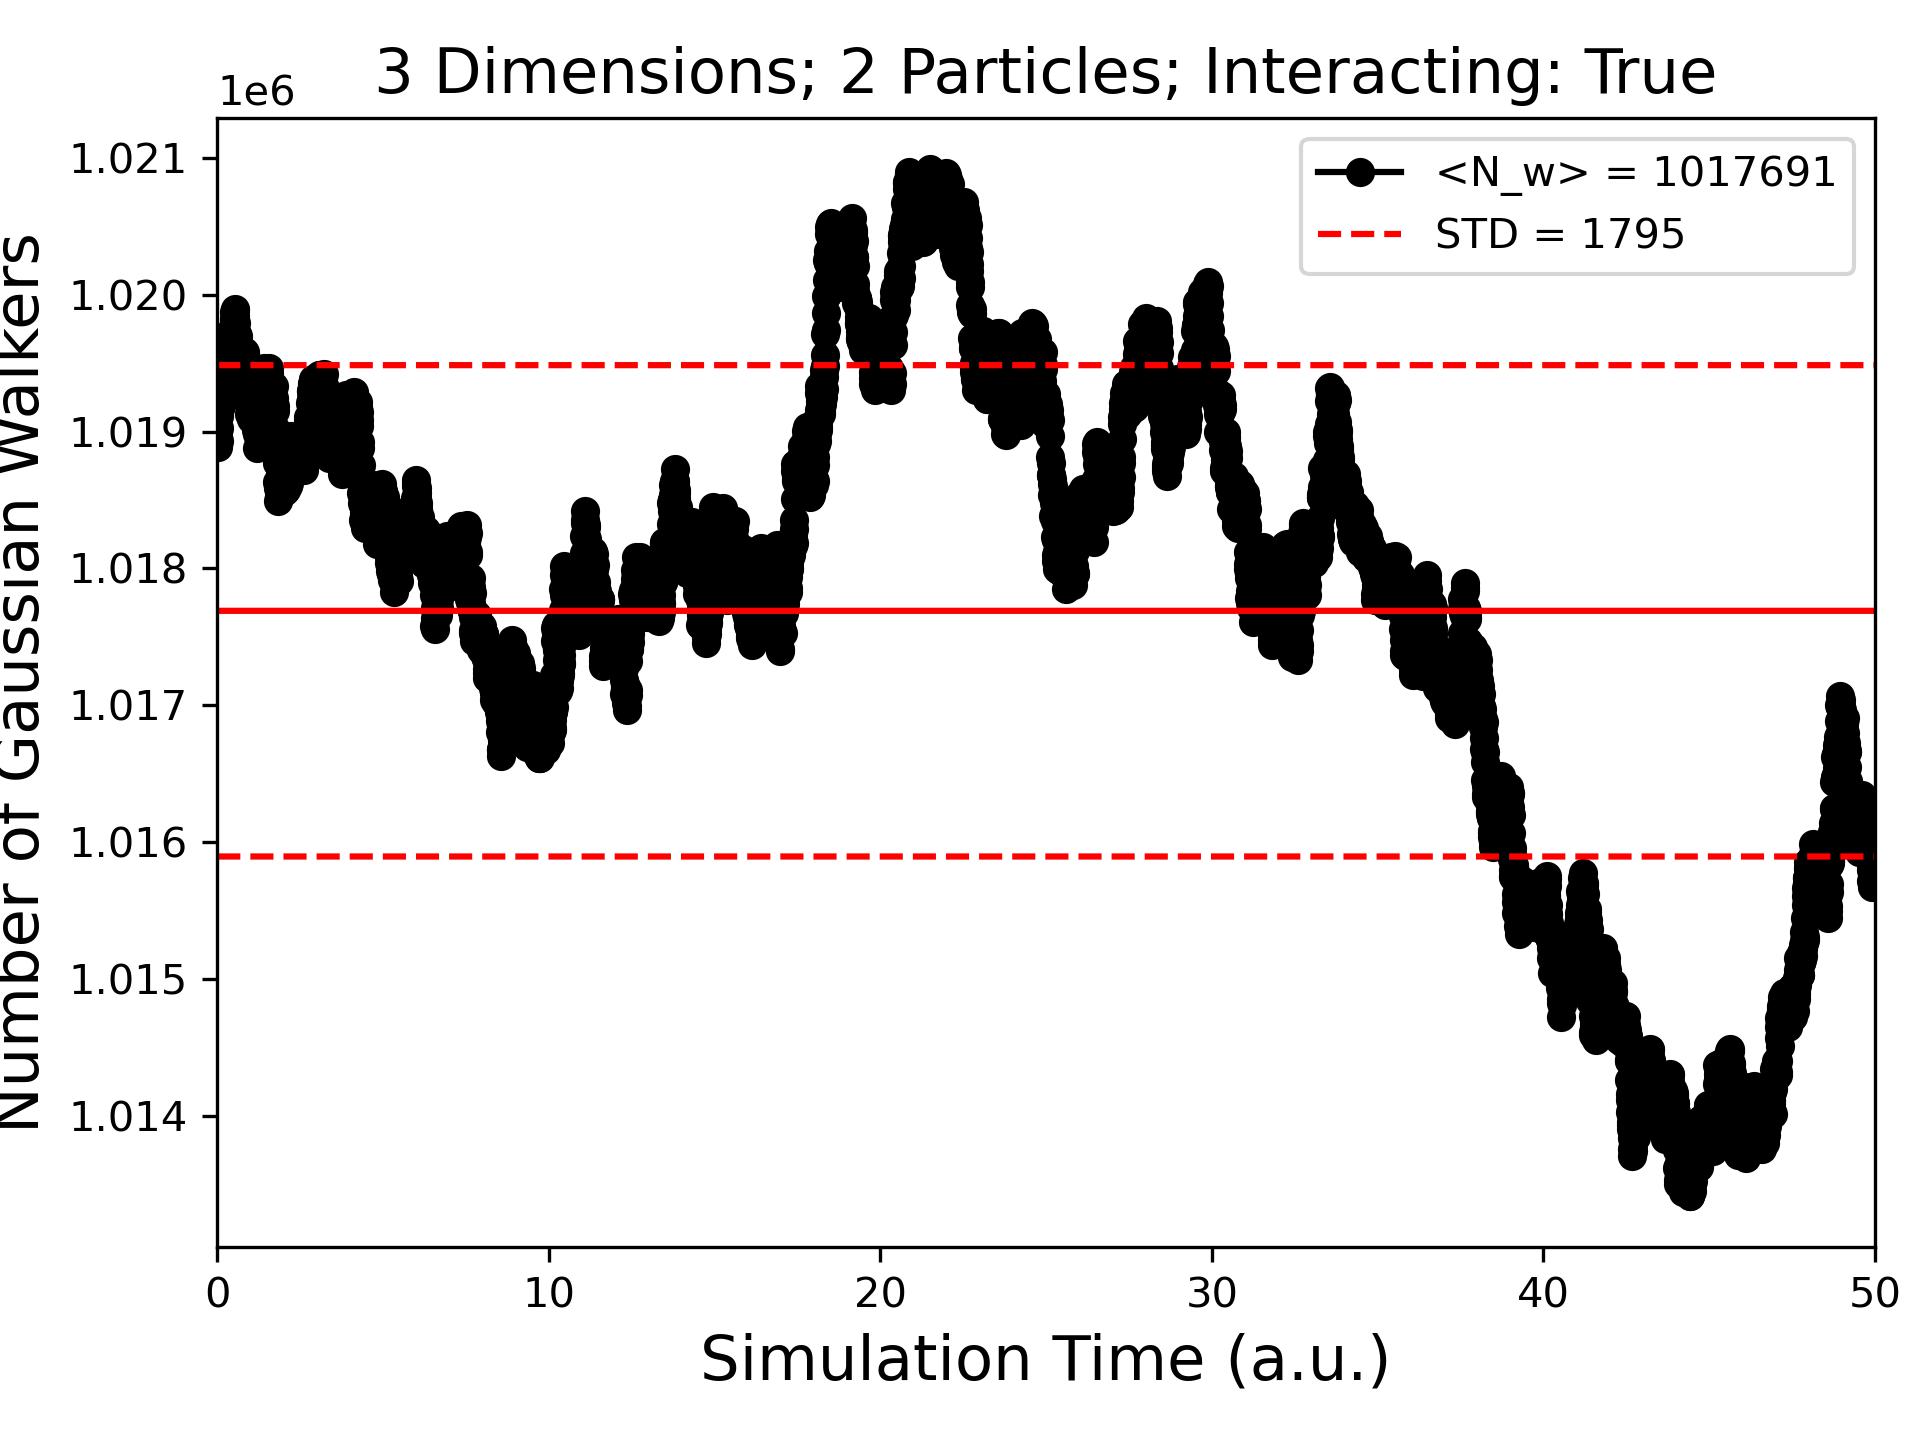 3 Dimensions; 2 Particles; Interacting: True
1e6
<N_w> = 1017691
STD = 1795
1.021
1.020
1.019
1.018
1.017
1.016
1.015
1.014
Number of Gaussian Walkers
0 10 20 30 40 50
Simulation Time (a.u.)